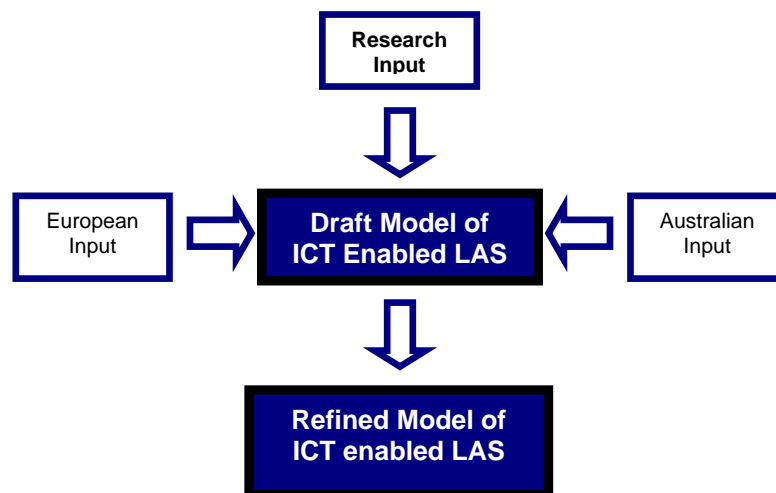 Research
Input
European
Input
Draft Model of
ICT Enabled LAS
Australian
Input
Refined Model of
ICT enabled LAS